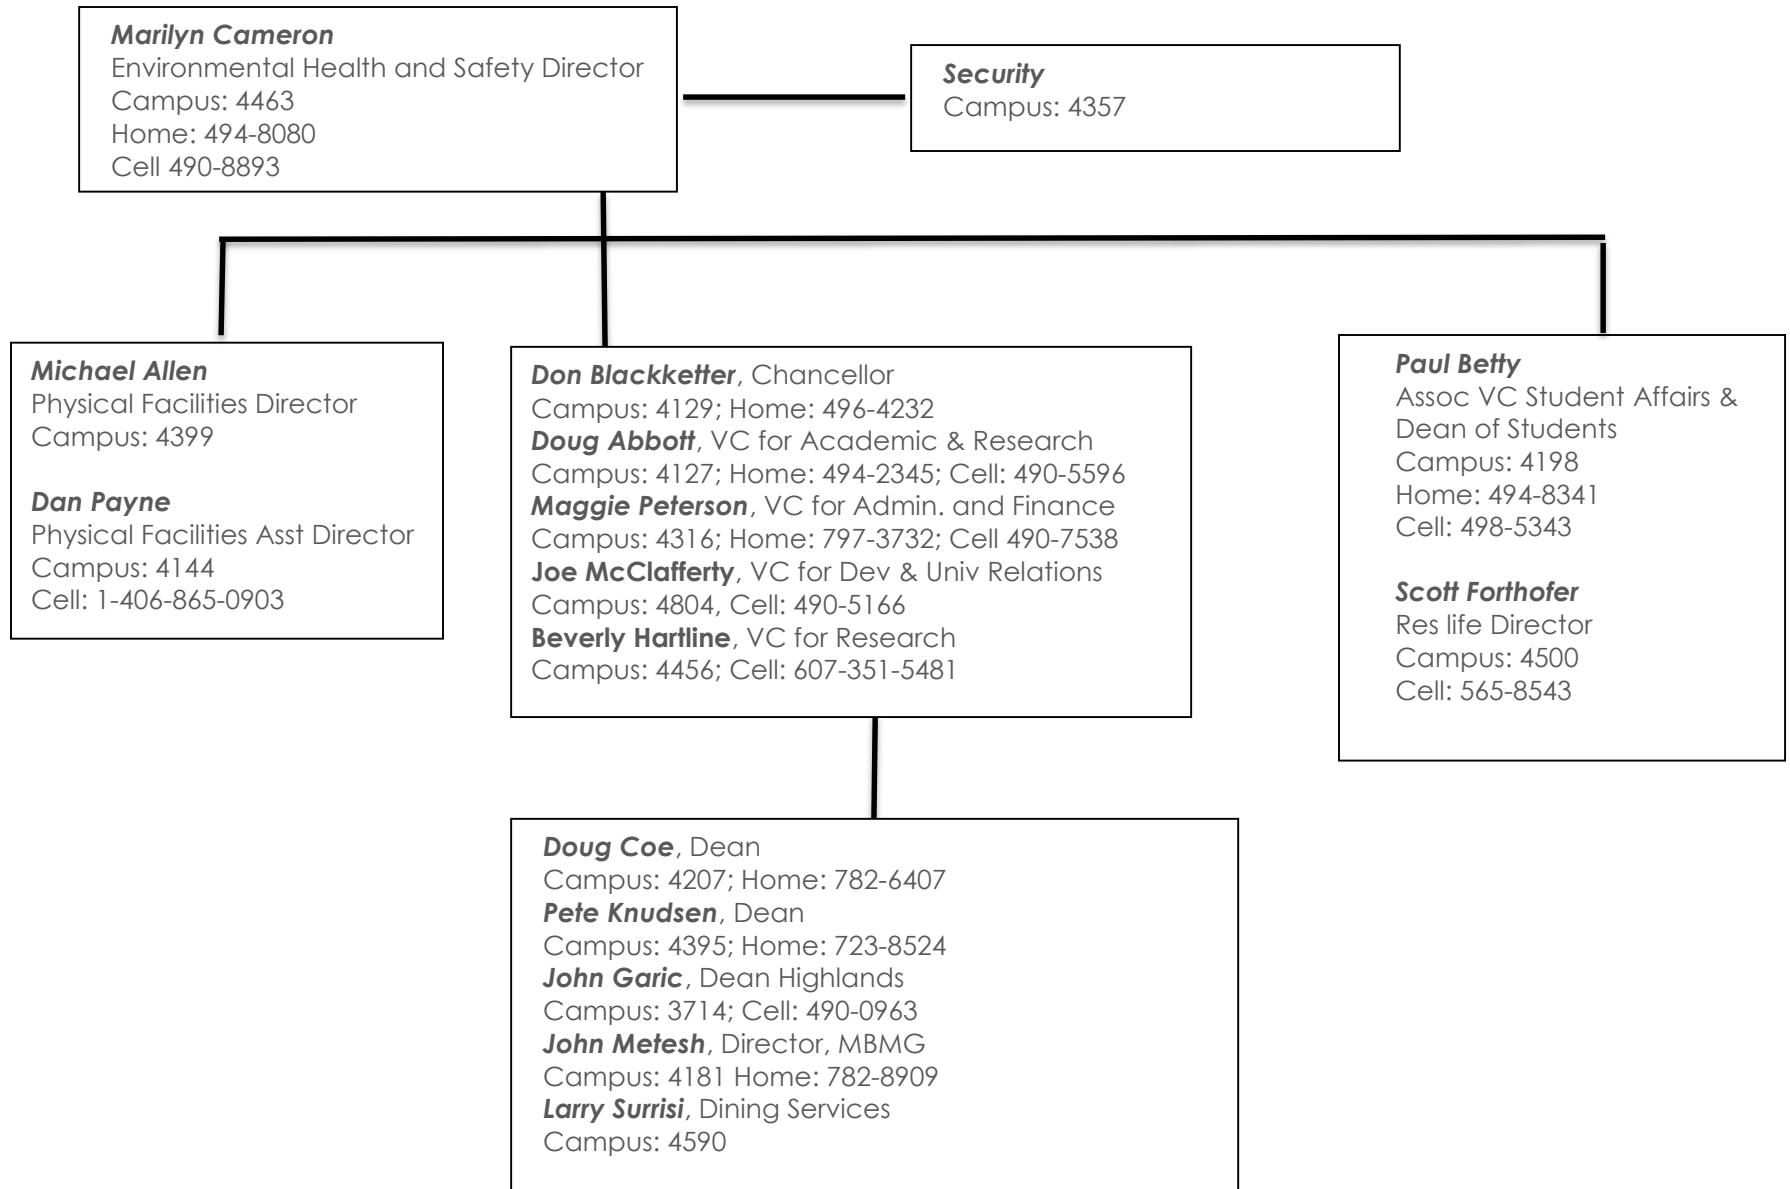 Marilyn Cameron
Environmental Health and Safety Director
Campus: 4463
Home: 494-8080
Cell 490-8893
Security
Campus: 4357
Michael Allen
Physical Facilities Director
Campus: 4399
Dan Payne
Physical Facilities Asst Director
Campus: 4144
Cell: 1-406-865-0903
Don Blackketter, Chancellor
Campus: 4129; Home: 496-4232
Doug Abbott, VC for Academic & Research
Campus: 4127; Home: 494-2345; Cell: 490-5596
Maggie Peterson, VC for Admin. and Finance
Campus: 4316; Home: 797-3732; Cell 490-7538
Joe McClafferty, VC for Dev & Univ Relations
Campus: 4804, Cell: 490-5166
Beverly Hartline, VC for Research
Campus: 4456; Cell: 607-351-5481
Paul Betty
Assoc VC Student Affairs &
Dean of Students
Campus: 4198
Home: 494-8341
Cell: 498-5343
Scott Forthofer
Res life Director
Campus: 4500
Cell: 565-8543
Doug Coe, Dean
Campus: 4207; Home: 782-6407
Pete Knudsen, Dean
Campus: 4395; Home: 723-8524
John Garic, Dean Highlands
Campus: 3714; Cell: 490-0963
John Metesh, Director, MBMG
Campus: 4181 Home: 782-8909
Larry Surrisi, Dining Services
Campus: 4590